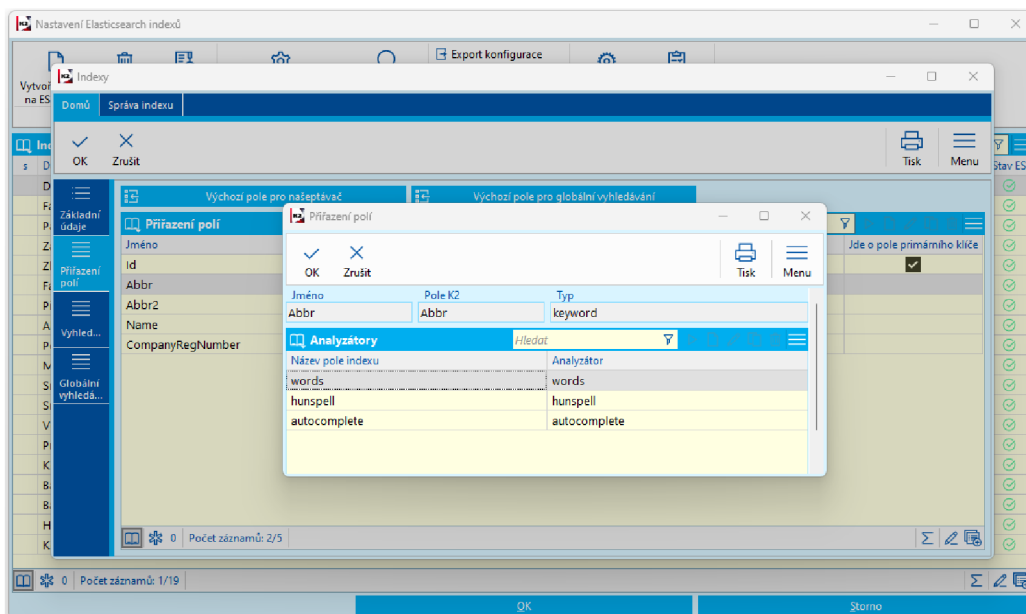 Nastavení Elasticsearch indexů
Export konfigurace
Indexy
Domů
Správa indexu
OK
Zrušit
Tisk
Menu
Stav ES
Základní údaje
Přiřazení polí
Vyhled...
Globální vyhledá...
Výchozí pole pro našeptávač
Výchozí pole pro globální vyhledávání
Přiřazení polí
Jméno
Jde o pole primárního klíče
Id
Abbr
Abbr2
Name
CompanyRegNumber
Přiřazení polí
OK
Zrušit
Tisk
Menu
Jméno Pole K2 Typ
Abbr Abbr keyword
Analyzátory Hledat
Název pole indexu Analyzátor
words words
hunspell hunspell
autocomplete autocomplete
0 Počet záznamů: 2/5
0 Počet záznamů: 1/19
OK
Storno